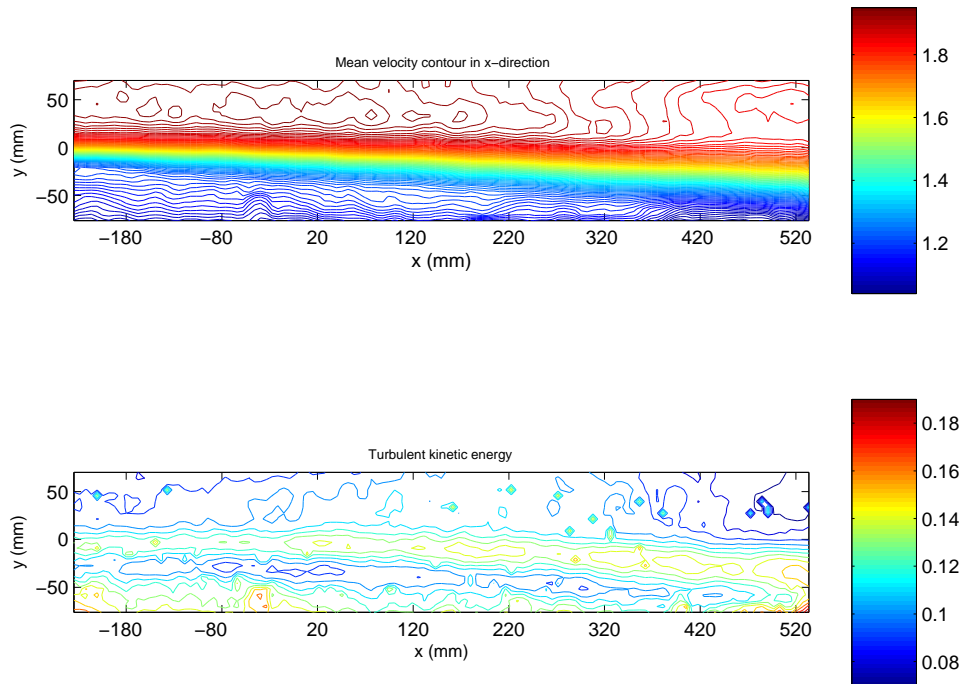 Mean velocity contour in x−direction
50
0
−50
y (mm)
−180 −80 20 120 220 320 420 520
x (mm)
1.8
1.6
1.4
1.2
Turbulent kinetic energy
50
0
−50
y (mm)
−180 −80 20 120 220 320 420 520
x (mm)
0.18
0.16
0.14
0.12
0.1
0.08